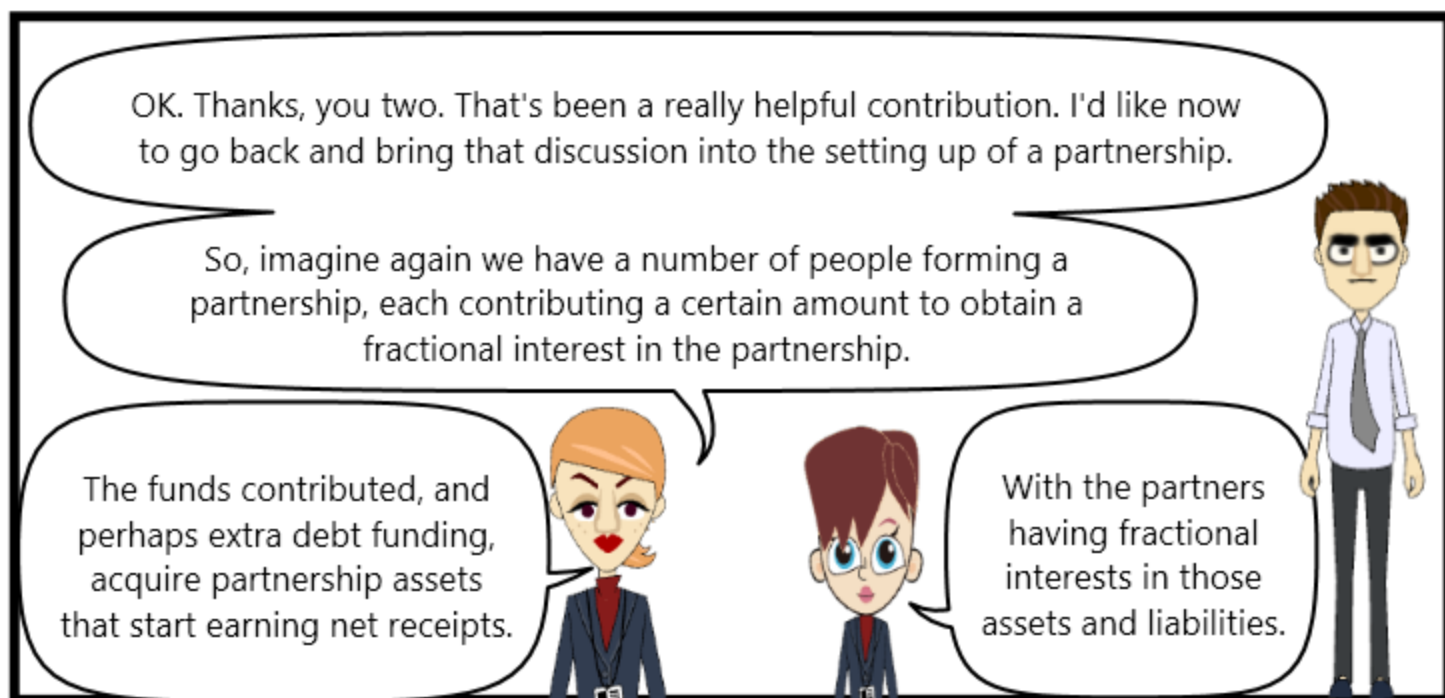 OK. Thanks, you two. That's been a really helpful contribution. I'd like now
to go back and bring that discussion into the setting up of a partnership.
So, imagine again we have a number of people forming a
partnership, each contributing a certain amount to obtain a
fractional interest in the partnership.
The funds contributed, and
perhaps extra debt funding,
acquire partnership assets
that start earning net receipts.
With the partners
having fractional
interests in those
assets and liabilities.